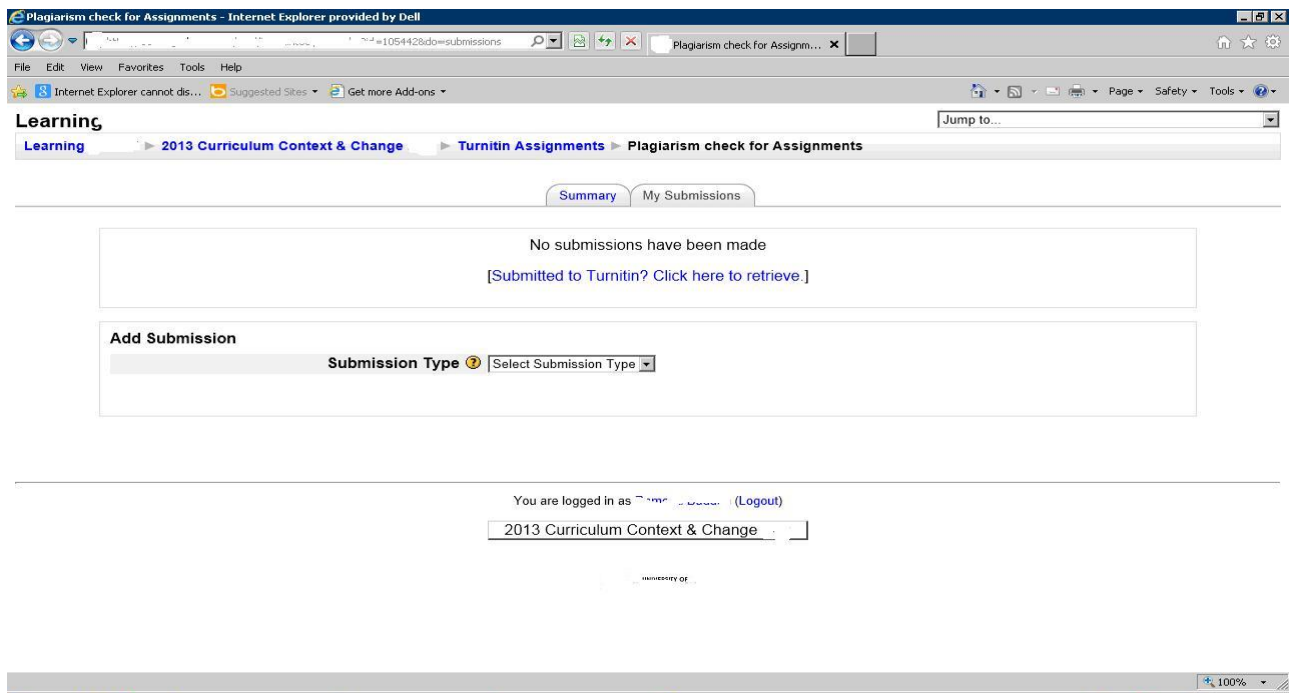 Plagiarism check for Assignments - Internet Explorer provided by Dell
=105442&do=submissions Plagiarism check for Assignm...
File Edit View Favorites Tools Help
Internet Explorer cannot dis... Suggested Sites Get more Add-ons Page Safety Tools
Learning Jump to...
Learning 2013 Curriculum Context & Change Turnitin Assignments Plagiarism check for Assignments
Summary My Submissions
No submissions have been made
[Submitted to Turnitin? Click here to retrieve.]
Add Submission
Submission Type Select Submission Type
You are logged in as (Logout)
2013 Curriculum Context & Change
UNIVERSITY OF
100%